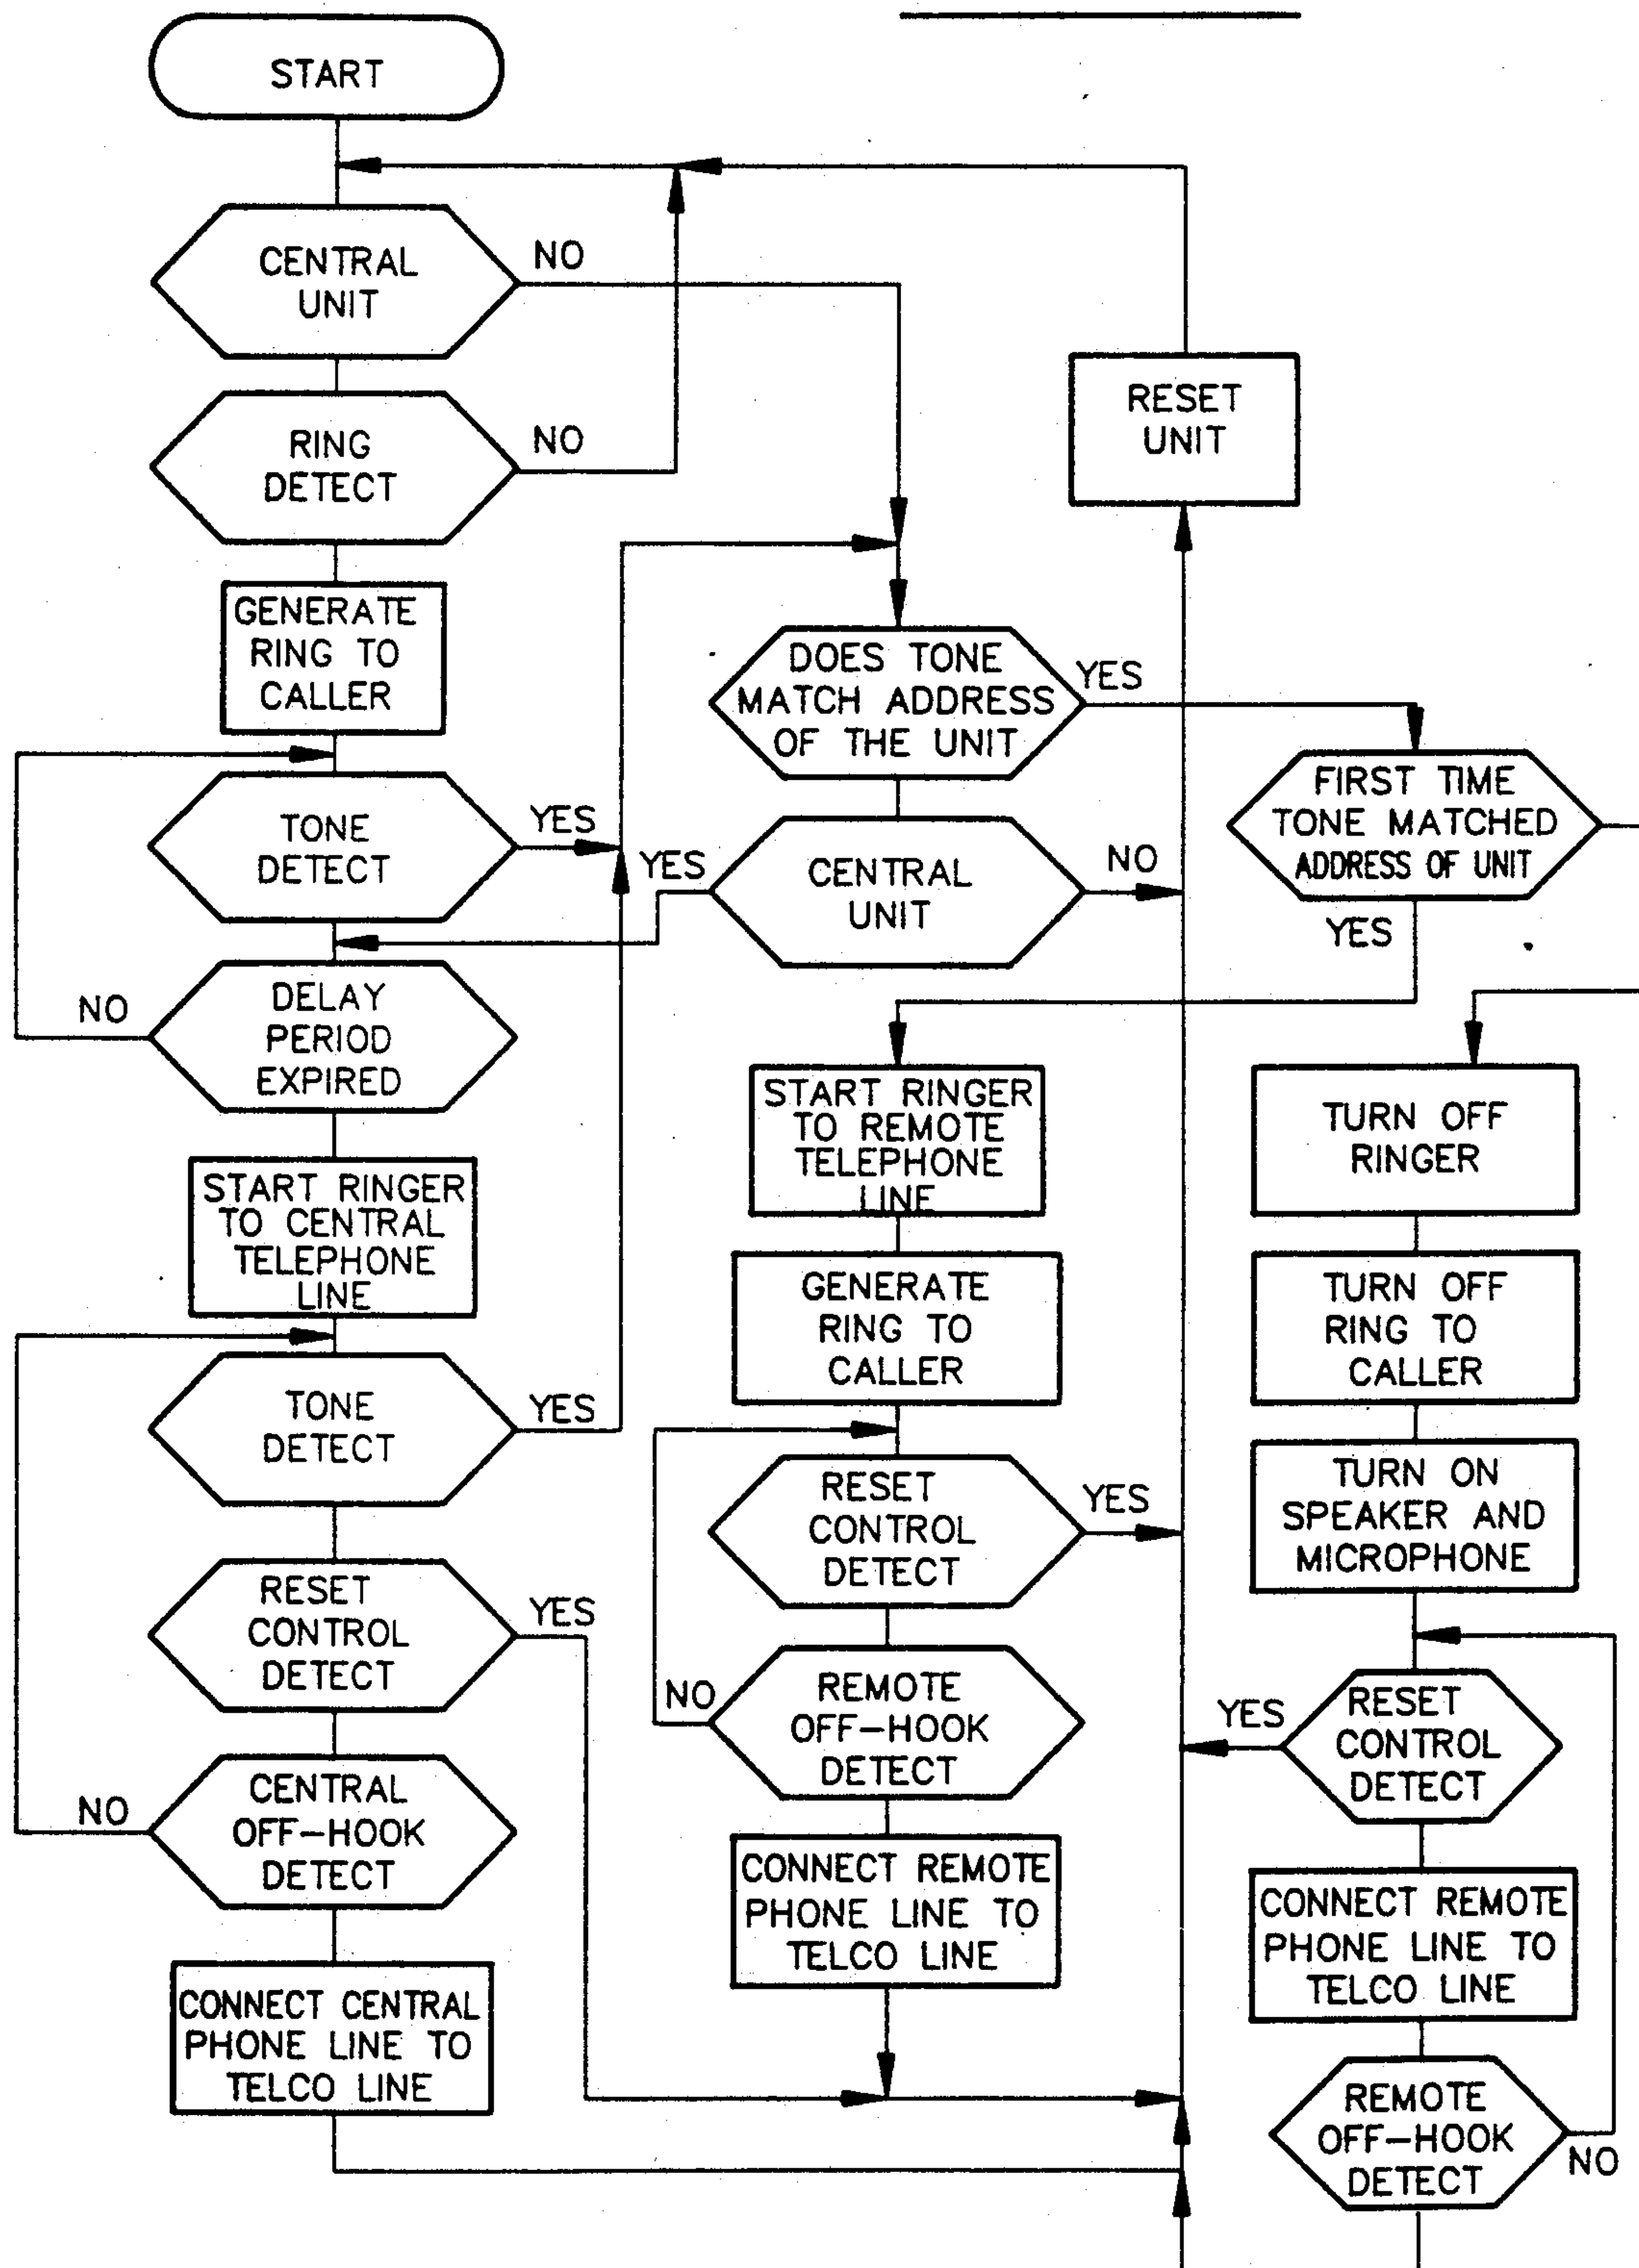 START
CENTRAL
UNIT
NO
RING
DETECT
NO
GENERATE
RING TO
CALLER
TONE
DETECT
YES
DELAY
PERIOD
EXPIRED
NO
START RINGER
TO CENTRAL
TELEPHONE
LINE
TONE
DETECT
YES
RESET
CONTROL
DETECT
YES
CENTRAL
OFF-HOOK
DETECT
NO
CONNECT CENTRAL
PHONE LINE TO
TELCO LINE
RESET
UNIT
DOES TONE
MATCH ADDRESS
OF THE UNIT
YES
YES
CENTRAL
UNIT
NO
START RINGER
TO REMOTE
TELEPHONE
LINE
GENERATE
RING TO
CALLER
RESET
CONTROL
DETECT
YES
REMOTE
OFF-HOOK
DETECT
NO
CONNECT REMOTE
PHONE LINE TO
TELCO LINE
FIRST TIME
TONE MATCHED
ADDRESS OF UNIT
YES
TURN OFF
RINGER
TURN OFF
RING TO
CALLER
TURN ON
SPEAKER AND
MICROPHONE
YES
RESET
CONTROL
DETECT
CONNECT REMOTE
PHONE LINE TO
TELCO LINE
REMOTE
OFF-HOOK
DETECT
NO